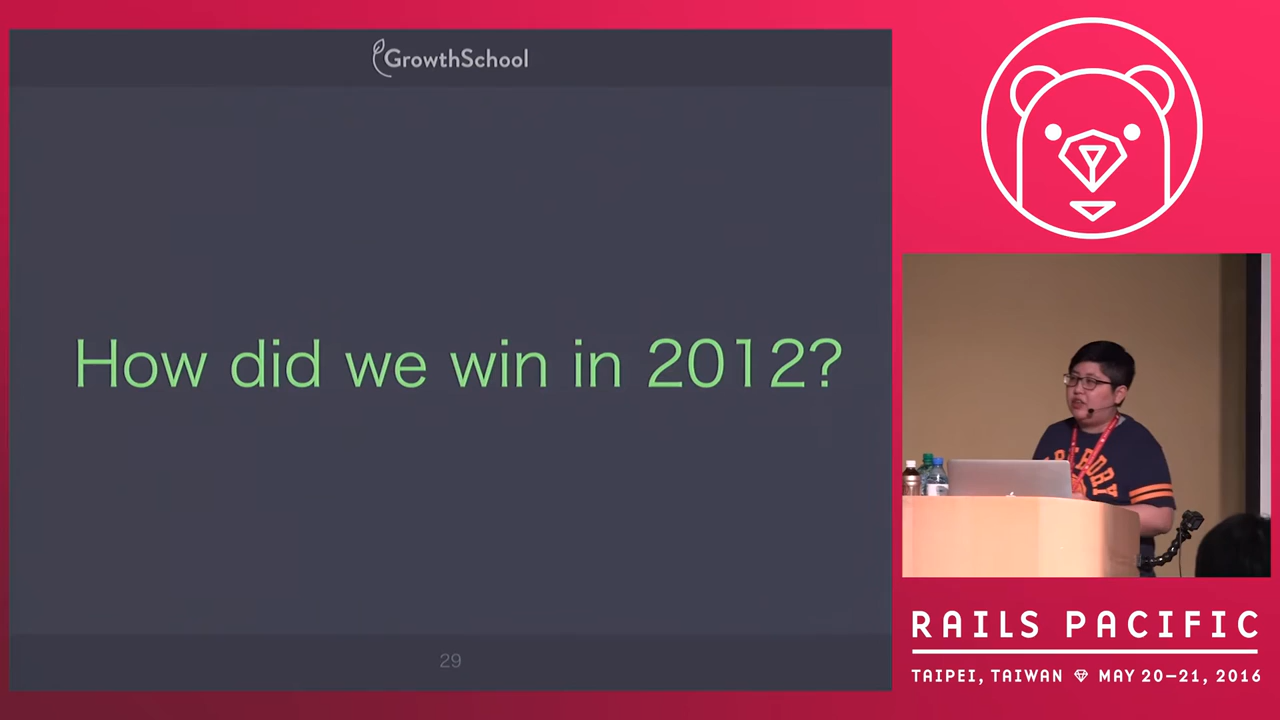 GrowthSchool
How did we win in 2012?
29
RAILS PACIFIC
TAIPEI, TAIWAN MAY 20–21, 2016